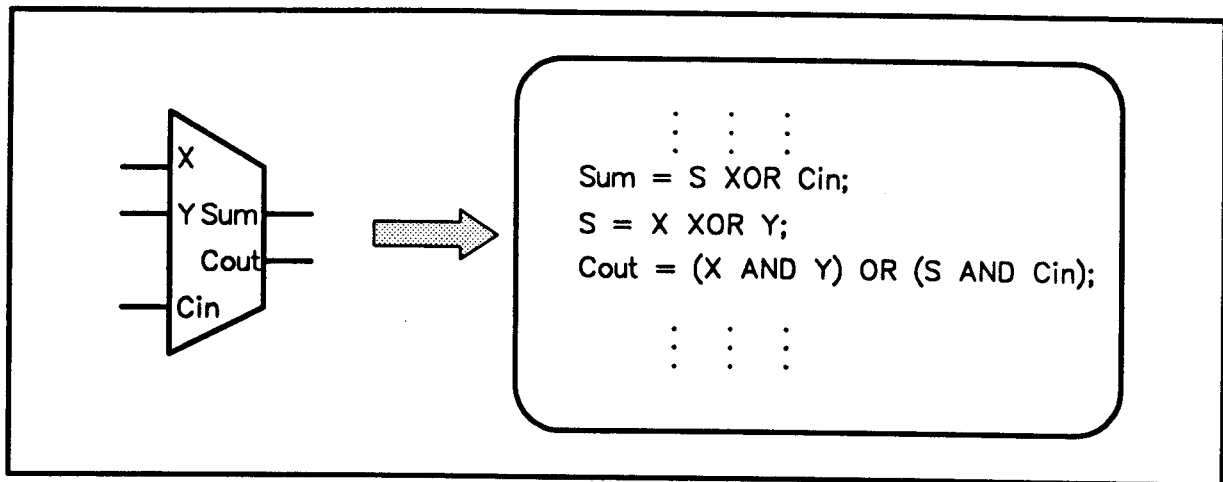 X
Y Sum
Cout
Cin
Sum = S XOR Cin;
S = X XOR Y;
Cout = (X AND Y) OR (S AND Cin);